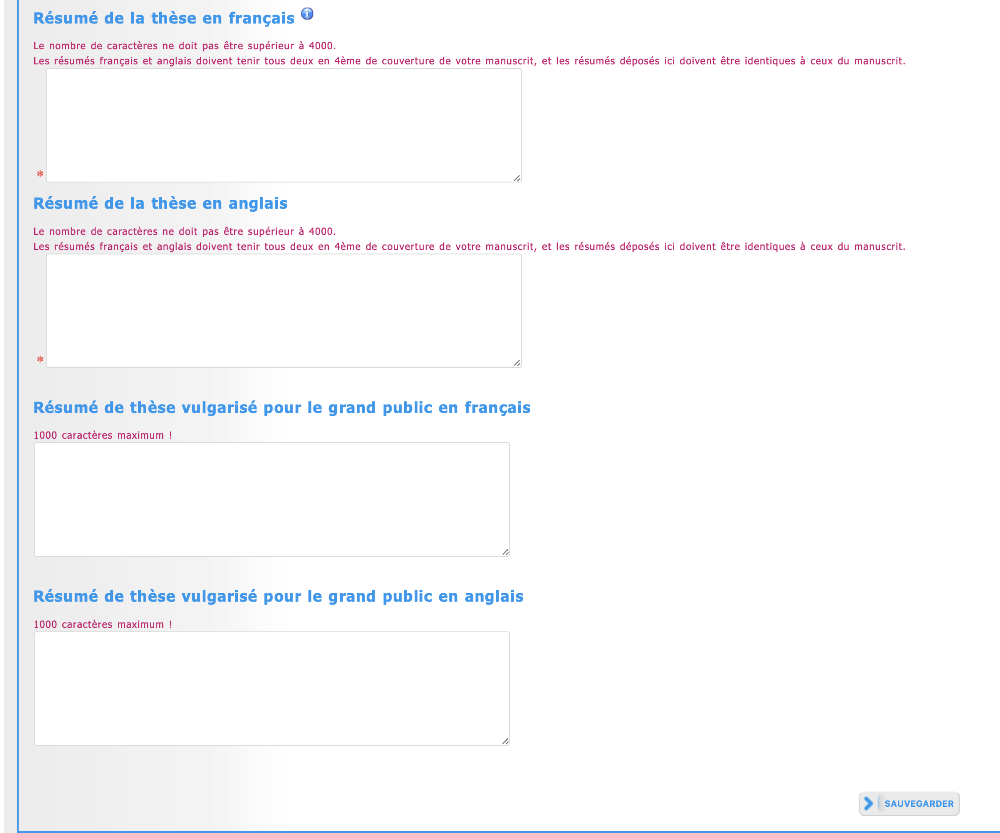 Résumé de la thèse en français
Le nombre de caractères ne doit pas être supérieur à 4000.
Les résumés français et anglais doivent tenir tous deux en 4ème de couverture de votre manuscrit, et les résumés déposés ici doivent être identiques à ceux du manuscrit.
*
Résumé de la thèse en anglais
Le nombre de caractères ne doit pas être supérieur à 4000.
Les résumés français et anglais doivent tenir tous deux en 4ème de couverture de votre manuscrit, et les résumés déposés ici doivent être identiques à ceux du manuscrit.
*
Résumé de thèse vulgarisé pour le grand public en français
1000 caractères maximum !
Résumé de thèse vulgarisé pour le grand public en anglais
1000 caractères maximum !
SAUVEGARDER